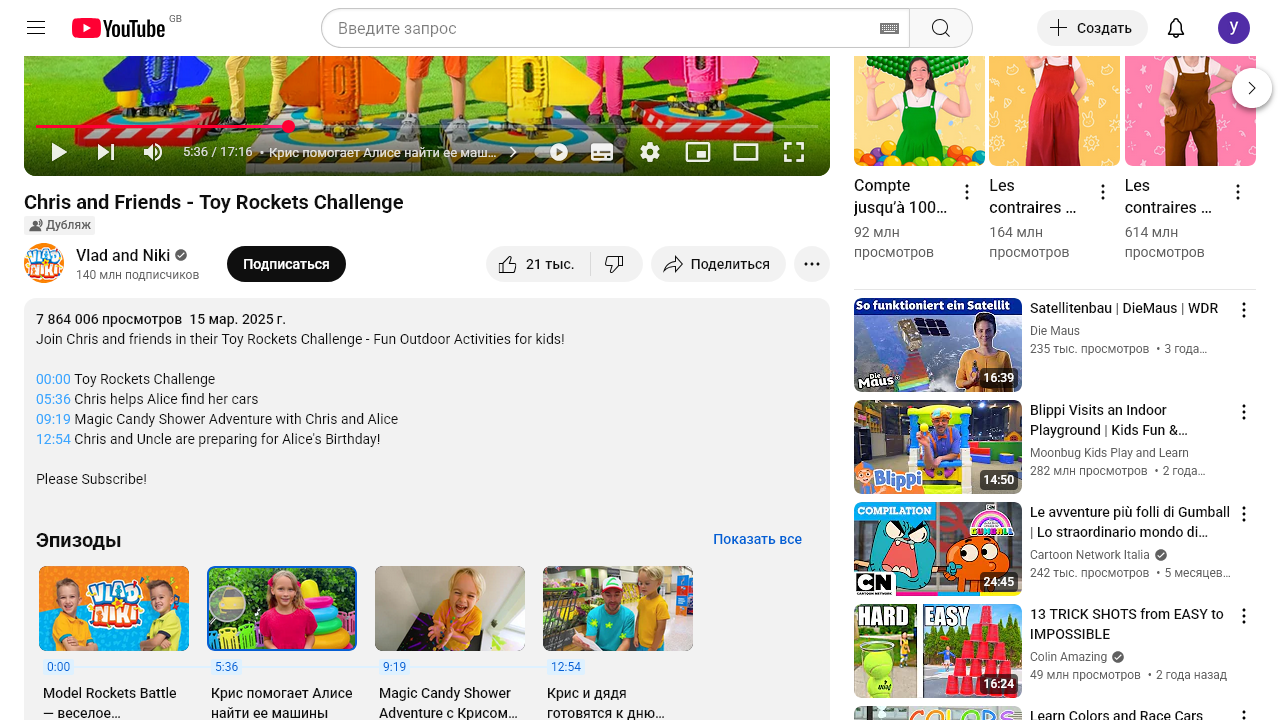 YouTube
GB
Введите запрос
Создать
У
5:36 / 17:16 • Крис помогает Алисе найти ее маш...
Chris and Friends - Toy Rockets Challenge
Дубляж
Vlad and Niki
140 млн подписчиков
Подписаться
21 тыс.
Поделиться
7 864 006 просмотров 15 мар. 2025 г.
Join Chris and friends in their Toy Rockets Challenge - Fun Outdoor Activities for kids!
00:00 Toy Rockets Challenge
05:36 Chris helps Alice find her cars
09:19 Magic Candy Shower Adventure with Chris and Alice
12:54 Chris and Uncle are preparing for Alice's Birthday!
Please Subscribe!
Эпизоды
Показать все
VLAD
NIKI
0:00
Model Rockets Battle
— веселое...
5:36
Крис помогает Алисе
найти ее машины
9:19
Magic Candy Shower
Adventure с Крисом...
12:54
Крис и дядя
готовятся к дню...
Compte
jusqu'à 100...
92 млн
просмотров
Les
contraires ...
164 млн
просмотров
Les
contraires ...
614 млн
просмотров
So funktioniert ein Satellit
Die
Maus
16:39
Satellitenbau | DieMaus | WDR
Die Maus
235 тыс. просмотров • 3 года...
Blippi
14:50
Blippi Visits an Indoor
Playground | Kids Fun &...
Moonbug Kids Play and Learn
282 млн просмотров • 2 года...
COMPILATION
CN
GUMBALL
CN
24:45
Le avventure più folli di Gumball
| Lo straordinario mondo di...
Cartoon Network Italia
242 тыс. просмотров • 5 месяцев...
HARD
EASY
16:24
13 TRICK SHOTS from EASY to
IMPOSSIBLE
Colin Amazing
49 млн просмотров • 2 года назад
COLORS
Learn Colors and Race Cars